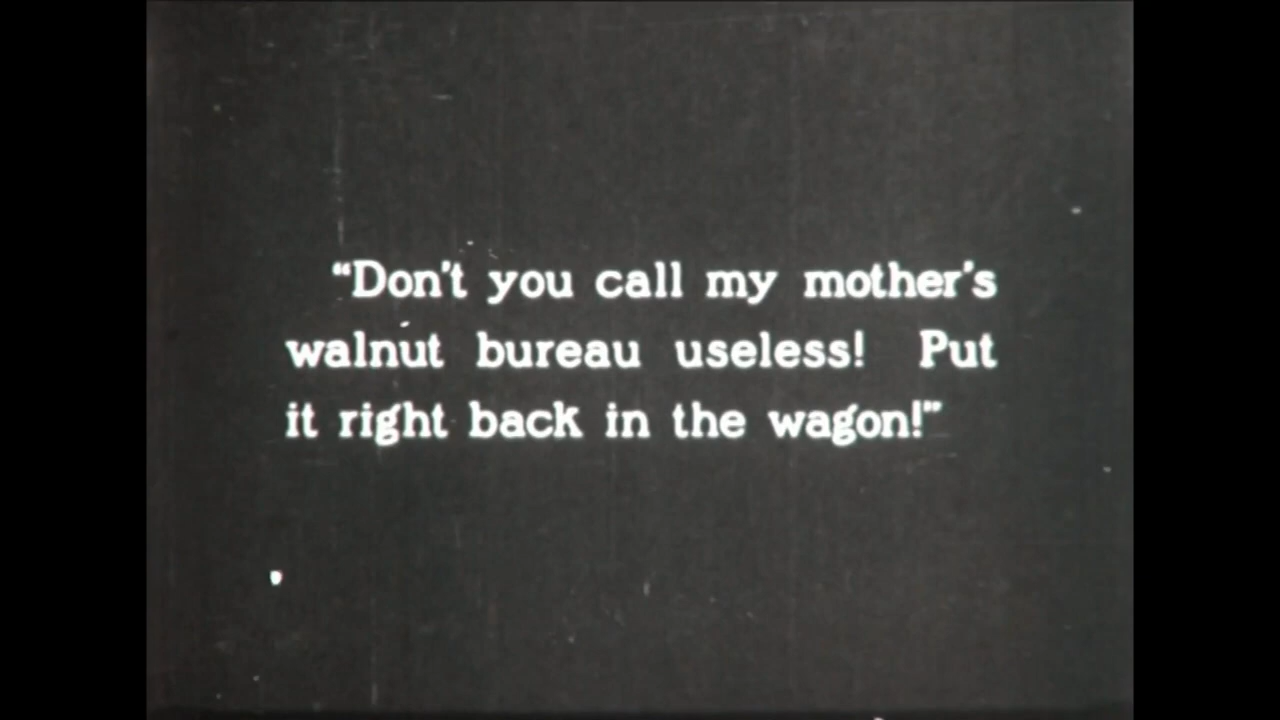 “Don't you call my mother's
walnut bureau useless! Put
it right back in the wagon!”